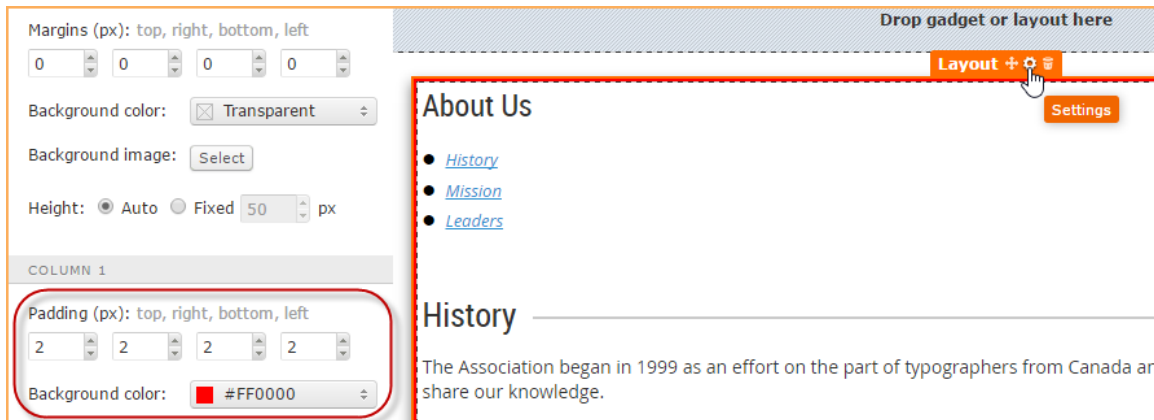 Margins (px): top, right, bottom, left
0 0 0 0
Background color: Transparent
Background image: Select
Height: Auto Fixed 50 px
COLUMN 1
Padding (px): top, right, bottom, left
2 2 2 2
Background color: #FF0000
Drop gadget or layout here
Layout
Settings
About Us
History
Mission
Leaders
History
The Association began in 1999 as an effort on the part of typographers from Canada ar
share our knowledge.